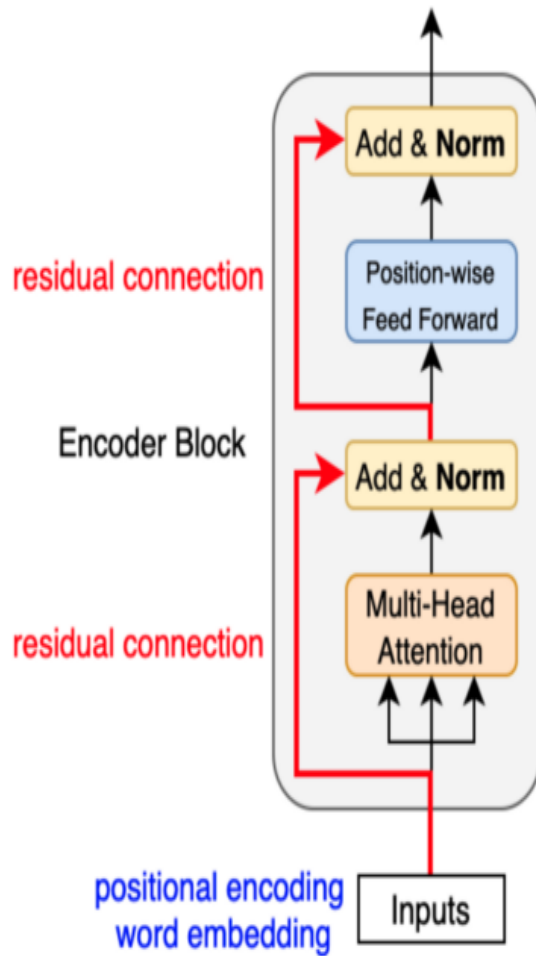 Add & Norm
residual connection
Position-wise
Feed Forward
Encoder Block
Add & Norm
residual connection
Multi-Head
Attention
positional encoding
word embedding
Inputs